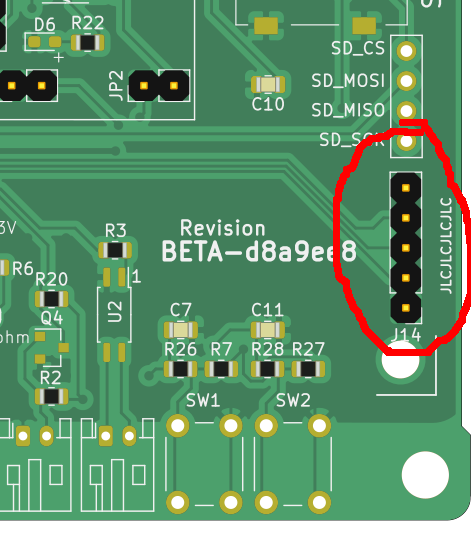 D6
R22
+
JP2
C10
SD_CS
SD_MOSI
SD_MISO
SD_SCK
3V
R3
Revision
BETA-d8a9ee8
JLCJLCJLCJLC
R6
1
R20
U2
Q4
ohm
C7
C11
J14
R26
R7
R28
R27
R2
SW1
SW2